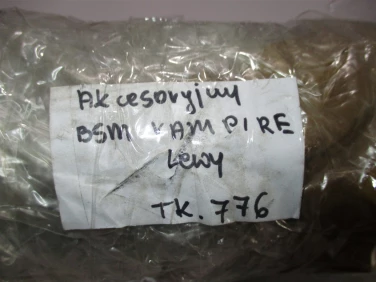 Akcesoryjny
BSM VAMPIRE
Lewy
TK. 776